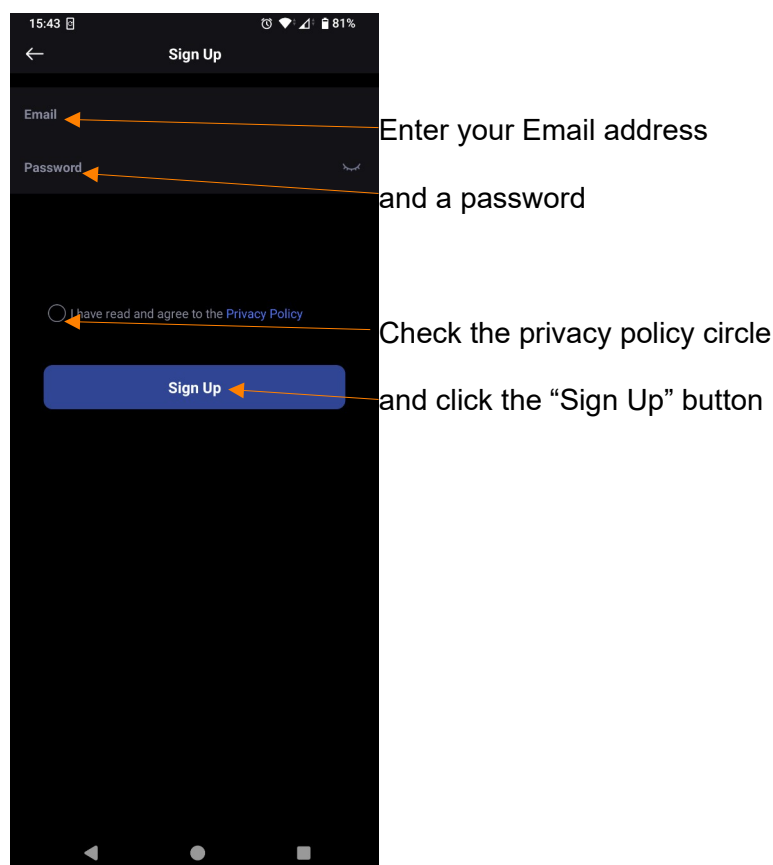 15:43 81%
Sign Up
Email
Enter your Email address
Password
and a password
I have read and agree to the Privacy Policy
Check the privacy policy circle
Sign Up
and click the “Sign Up” button